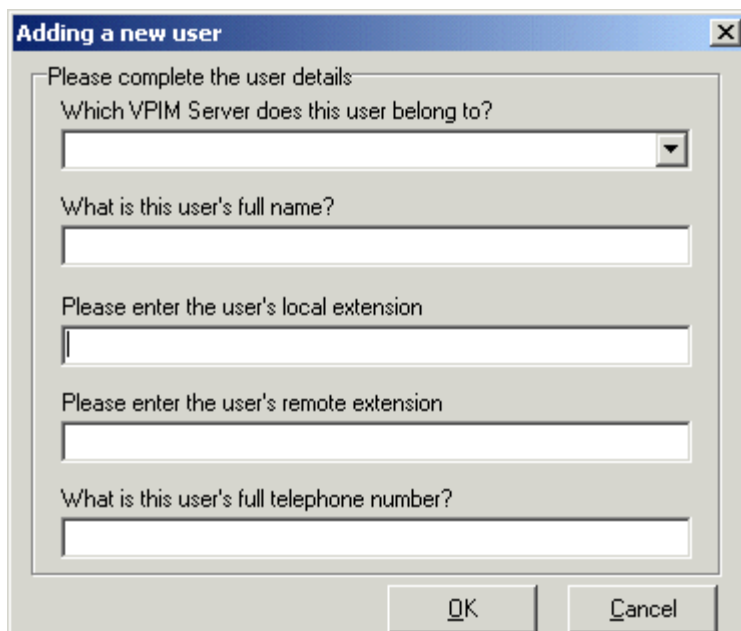 Adding a new user
Please complete the user details
Which VPIM Server does this user belong to?
What is this user's full name?
Please enter the user's local extension
Please enter the user's remote extension
What is this user's full telephone number?
OK
Cancel